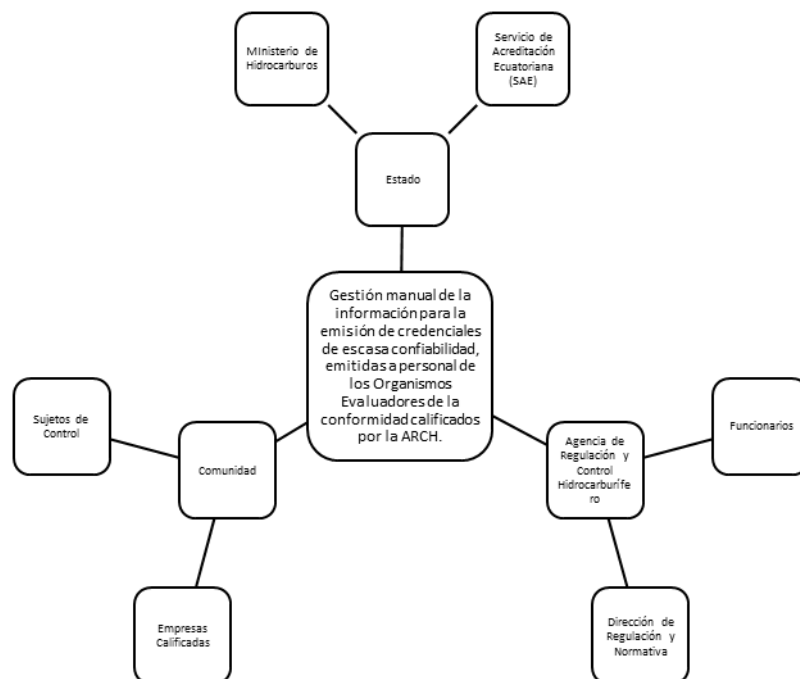 MInisterio de
Hidrocarburos
Servicio de
Acreditación
Ecuatoriana
(SAE)
Estado
Gestión manual de la
información para la
emisión de credenciales
de escasa confiabilidad,
emitidas a personal de
los Organismos
Evaluadores de la
conformidad calificados
por la ARCH.
Sujetos de
Control
Comunidad
Empresas
Calificadas
Agencia de
Regulación y
Control
Hidrocarburífe
ro
Funcionarios
Dirección de
Regulación y
Normativa